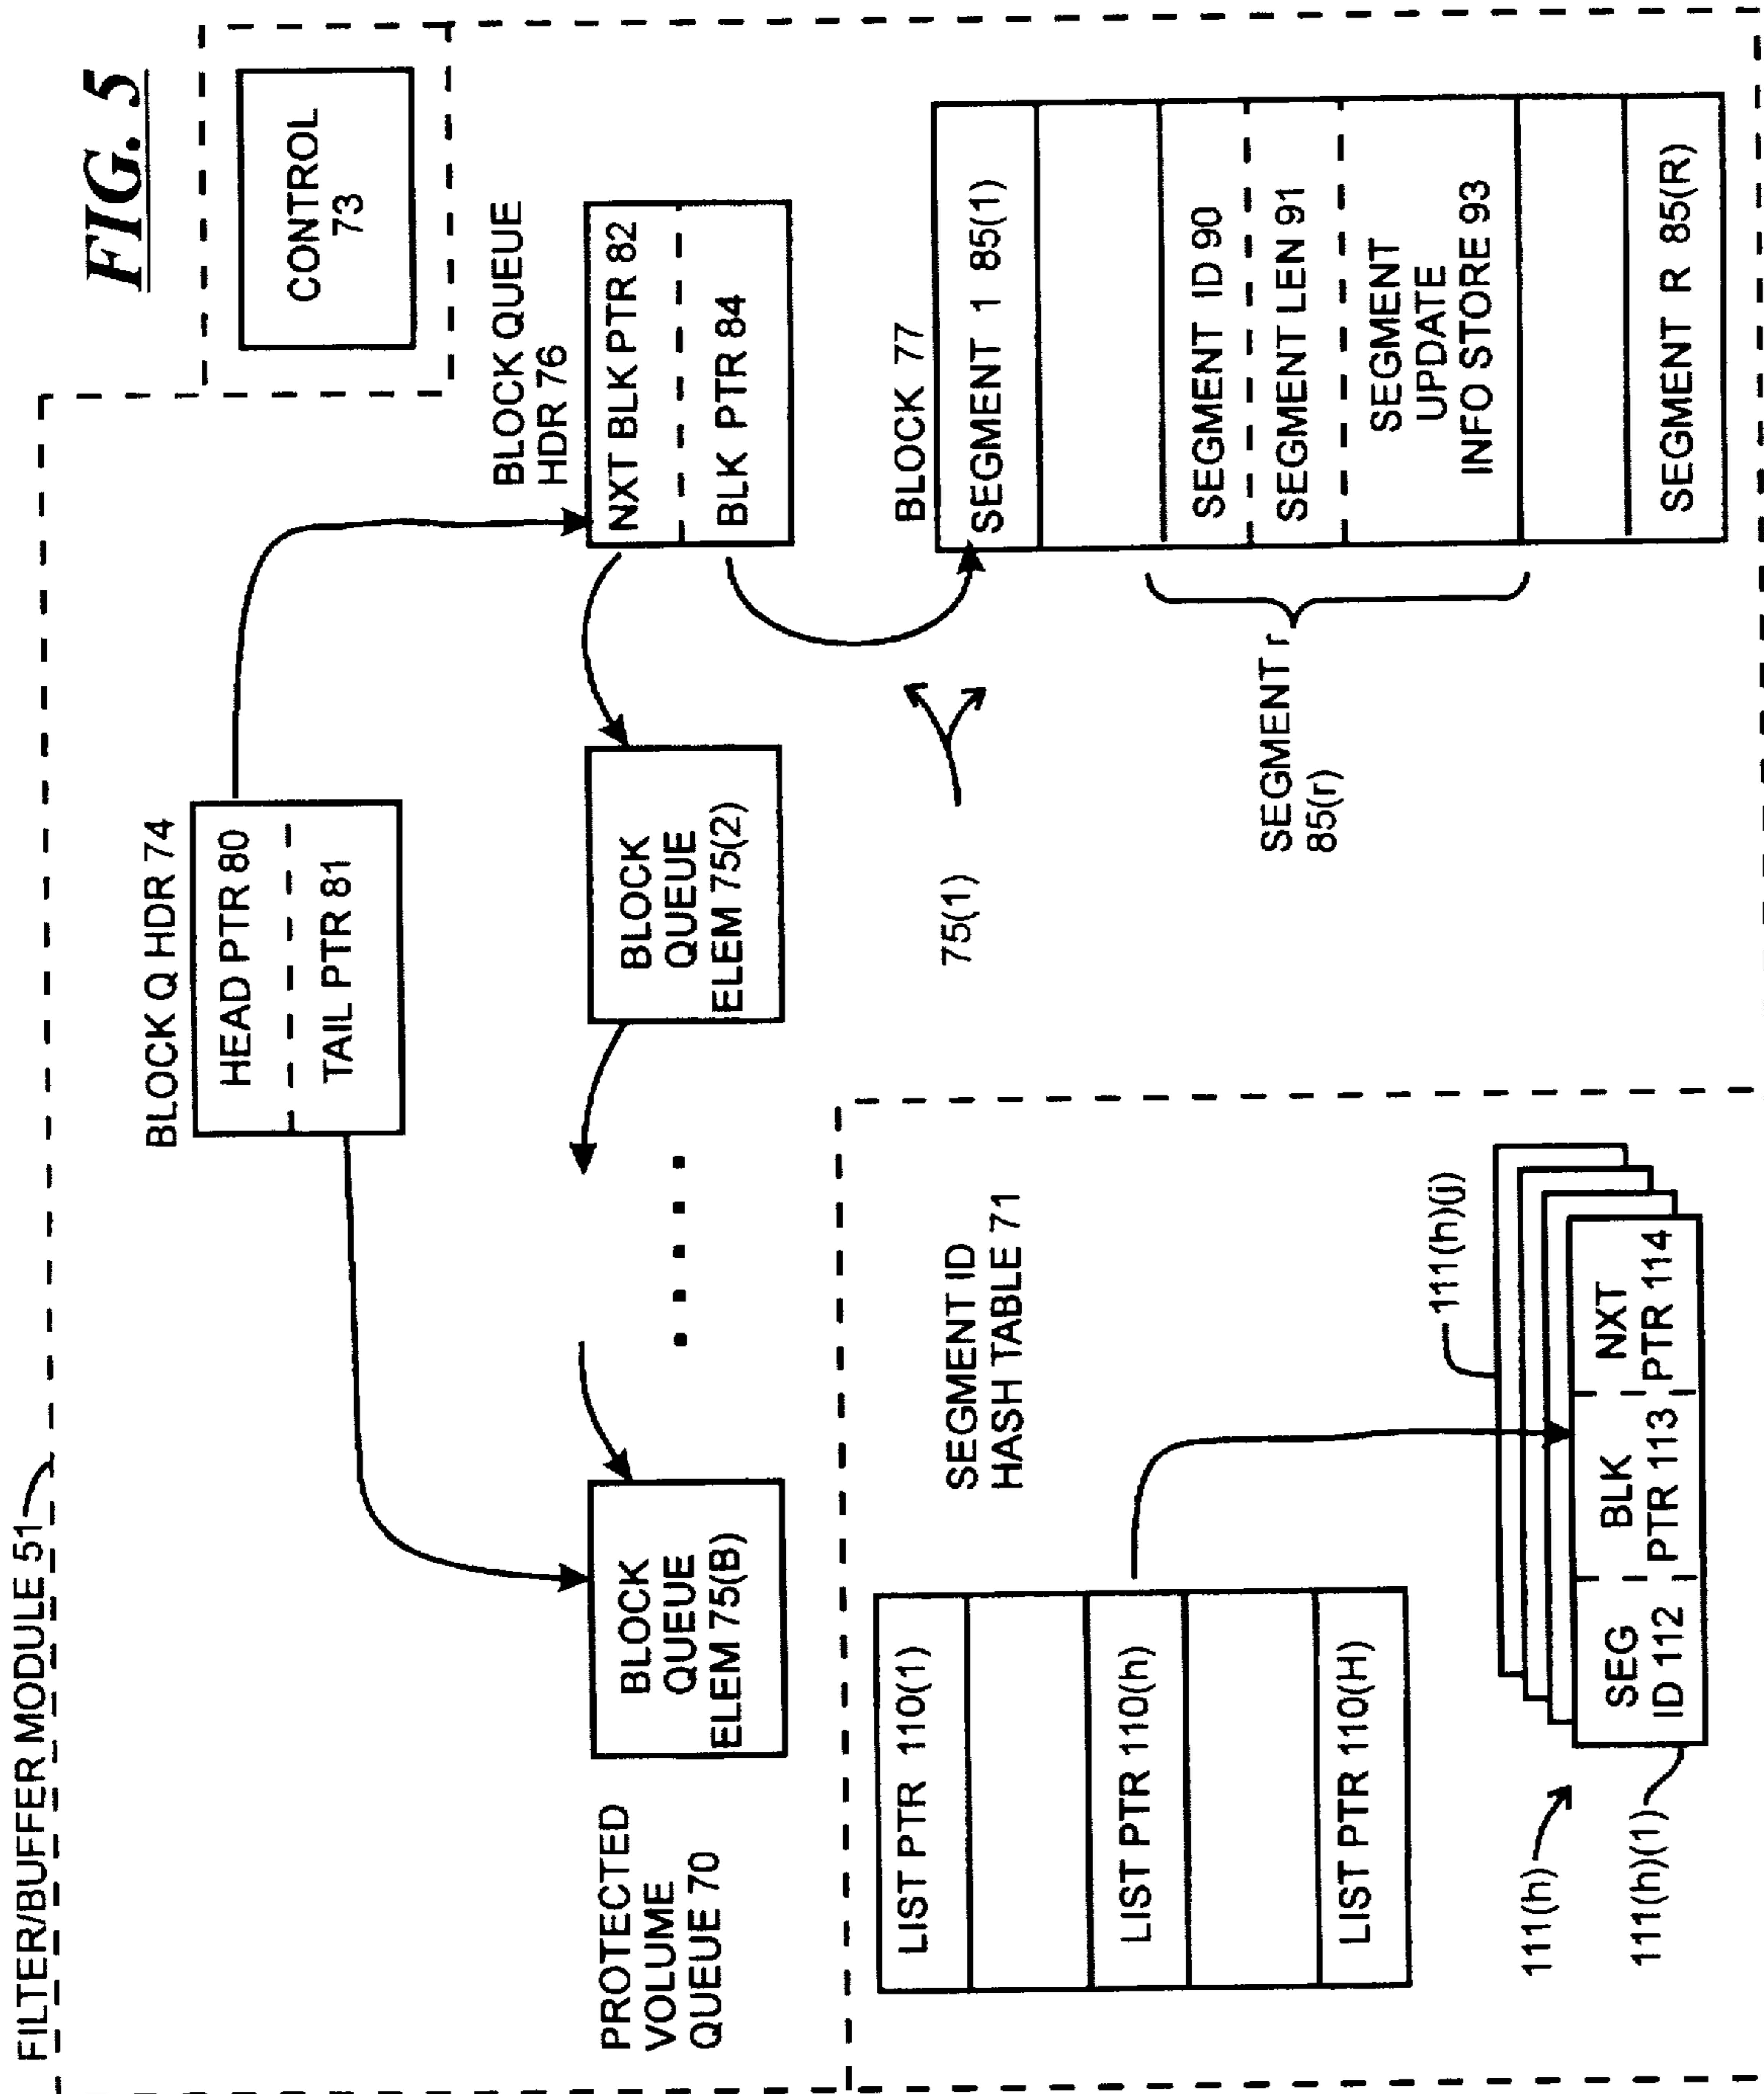 FIG. 5
FILTER/BUFFER MODULE 51
CONTROL
73
BLOCK Q HDR 74
HEAD PTR 80
TAIL PTR 81
BLOCK QUEUE
HDR 76
NXT BLK PTR 82
BLK PTR 84
PROTECTED
VOLUME
QUEUE 70
BLOCK
QUEUE
ELEM 75(B)
BLOCK
QUEUE
ELEM 75(2)
75(1)
BLOCK 77
SEGMENT 1 85(1)
SEGMENT ID 90
SEGMENT LEN 91
SEGMENT
UPDATE
INFO STORE 93
SEGMENT R 85(R)
SEGMENT r
85(r)
SEGMENT ID
HASH TABLE 71
LIST PTR 110(1)
LIST PTR 110(h)
LIST PTR 110(H)
111(h)
111(h)(1)
111(h)(j)
SEG
ID 112
BLK
PTR 113
NXT
PTR 114